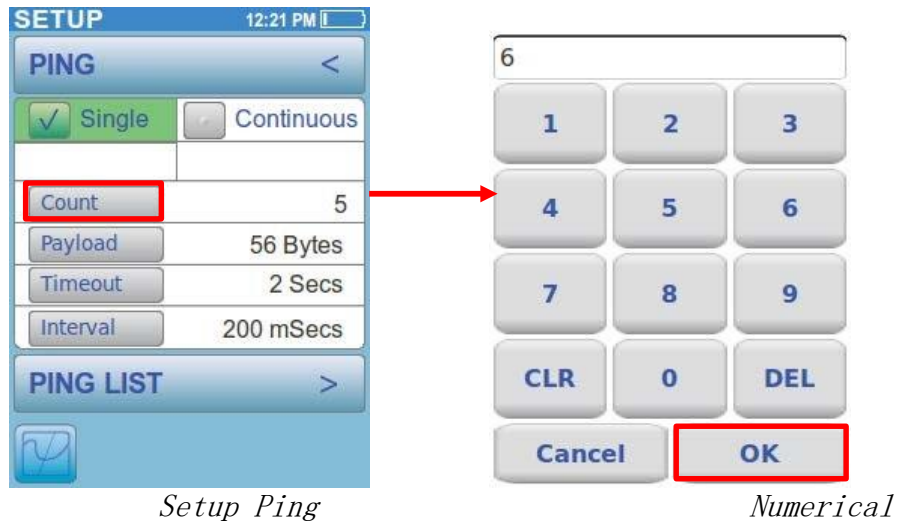 SETUP 12:21 PM
PING <
Single Continuous
Count 5
Payload 56 Bytes
Timeout 2 Secs
Interval 200 mSecs
PING LIST >
6
1 2 3
4 5 6
7 8 9
CLR 0 DEL
Cancel OK
Setup Ping Numerical